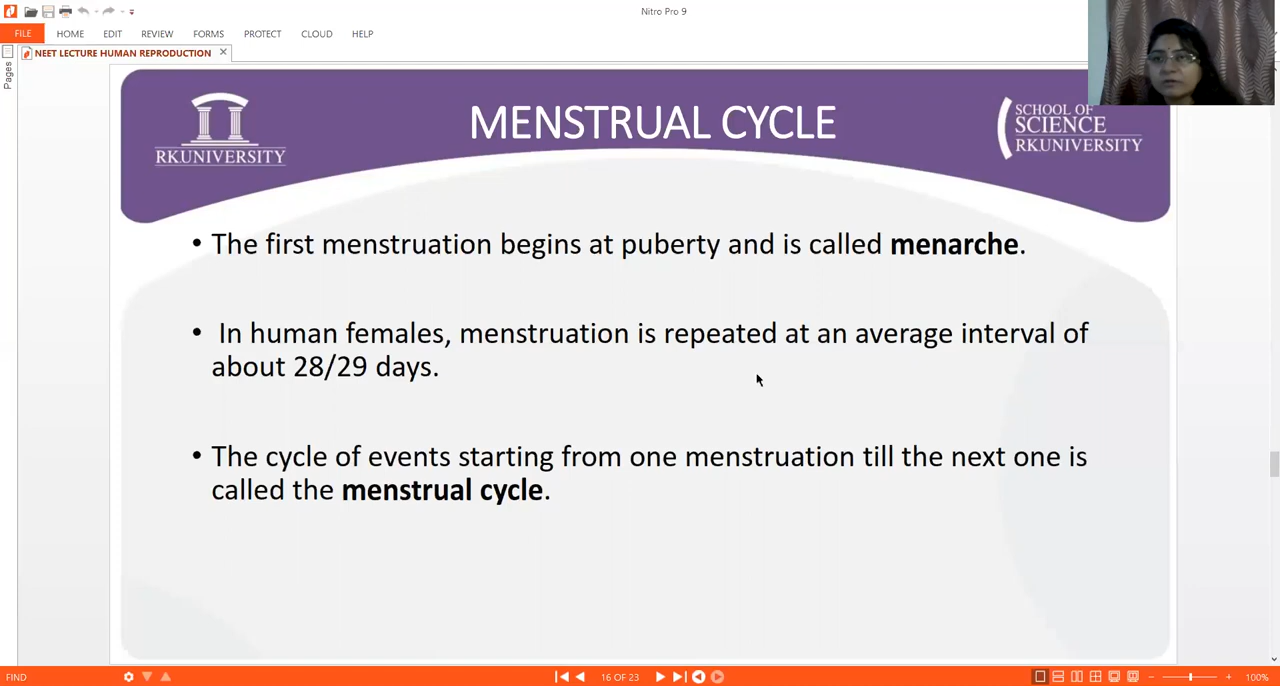 Nitro Pro 9
FILE HOME EDIT REVIEW FORMS PROTECT CLOUD HELP
NEET LECTURE HUMAN REPRODUCTION
Pages
RKUNIVERSITY
MENSTRUAL CYCLE
SCHOOL OF
SCIENCE
RKUNIVERSITY
• The first menstruation begins at puberty and is called menarche.
• In human females, menstruation is repeated at an average interval of
about 28/29 days.
• The cycle of events starting from one menstruation till the next one is
called the menstrual cycle.
FIND
16 OF 23
100%